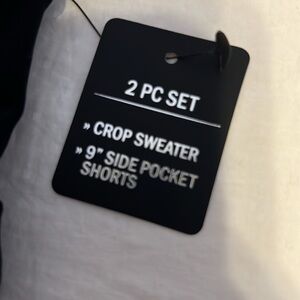 2 PC SET
» CROP SWEATER
» 9" SIDE POCKET
SHORTS